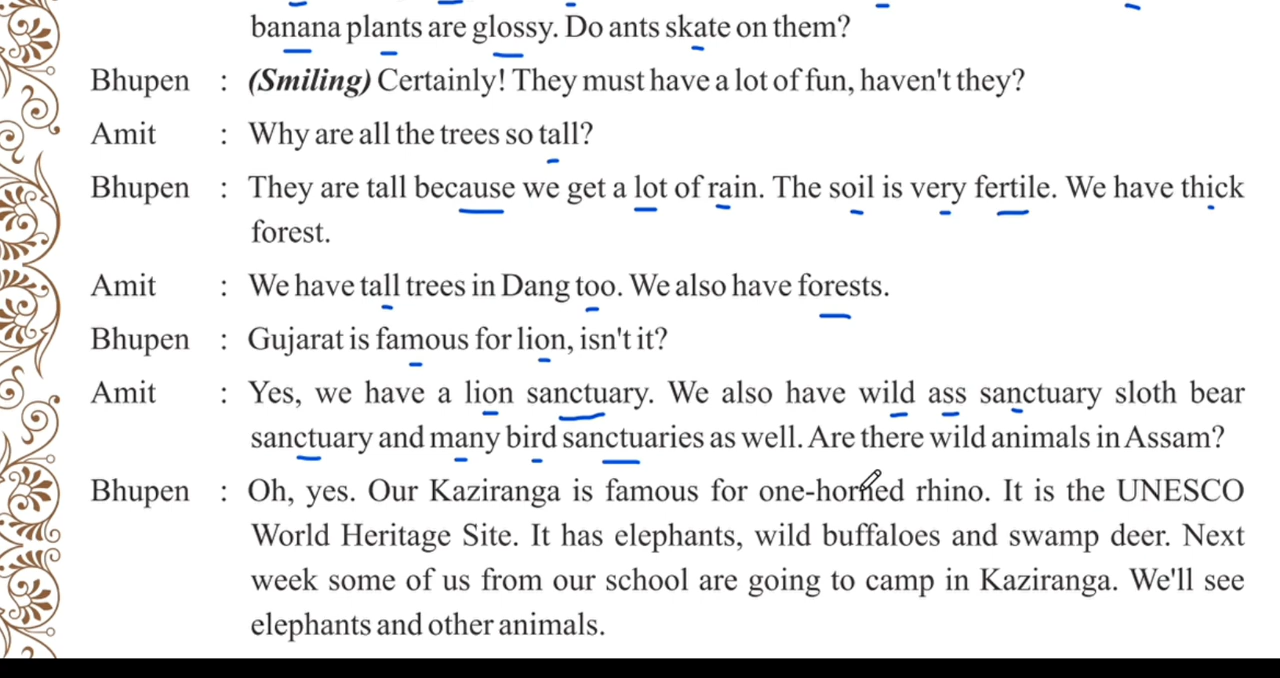 banana plants are glossy. Do ants skate on them?
Bhupen : (Smiling) Certainly! They must have a lot of fun, haven't they?
Amit : Why are all the trees so tall?
Bhupen : They are tall because we get a lot of rain. The soil is very fertile. We have thick
forest.
Amit : We have tall trees in Dang too. We also have forests.
Bhupen : Gujarat is famous for lion, isn't it?
Amit : Yes, we have a lion sanctuary. We also have wild ass sanctuary sloth bear
sanctuary and many bird sanctuaries as well. Are there wild animals in Assam?
Bhupen : Oh, yes. Our Kaziranga is famous for one-horned rhino. It is the UNESCO
World Heritage Site. It has elephants, wild buffaloes and swamp deer. Next
week some of us from our school are going to camp in Kaziranga. We'll see
elephants and other animals.